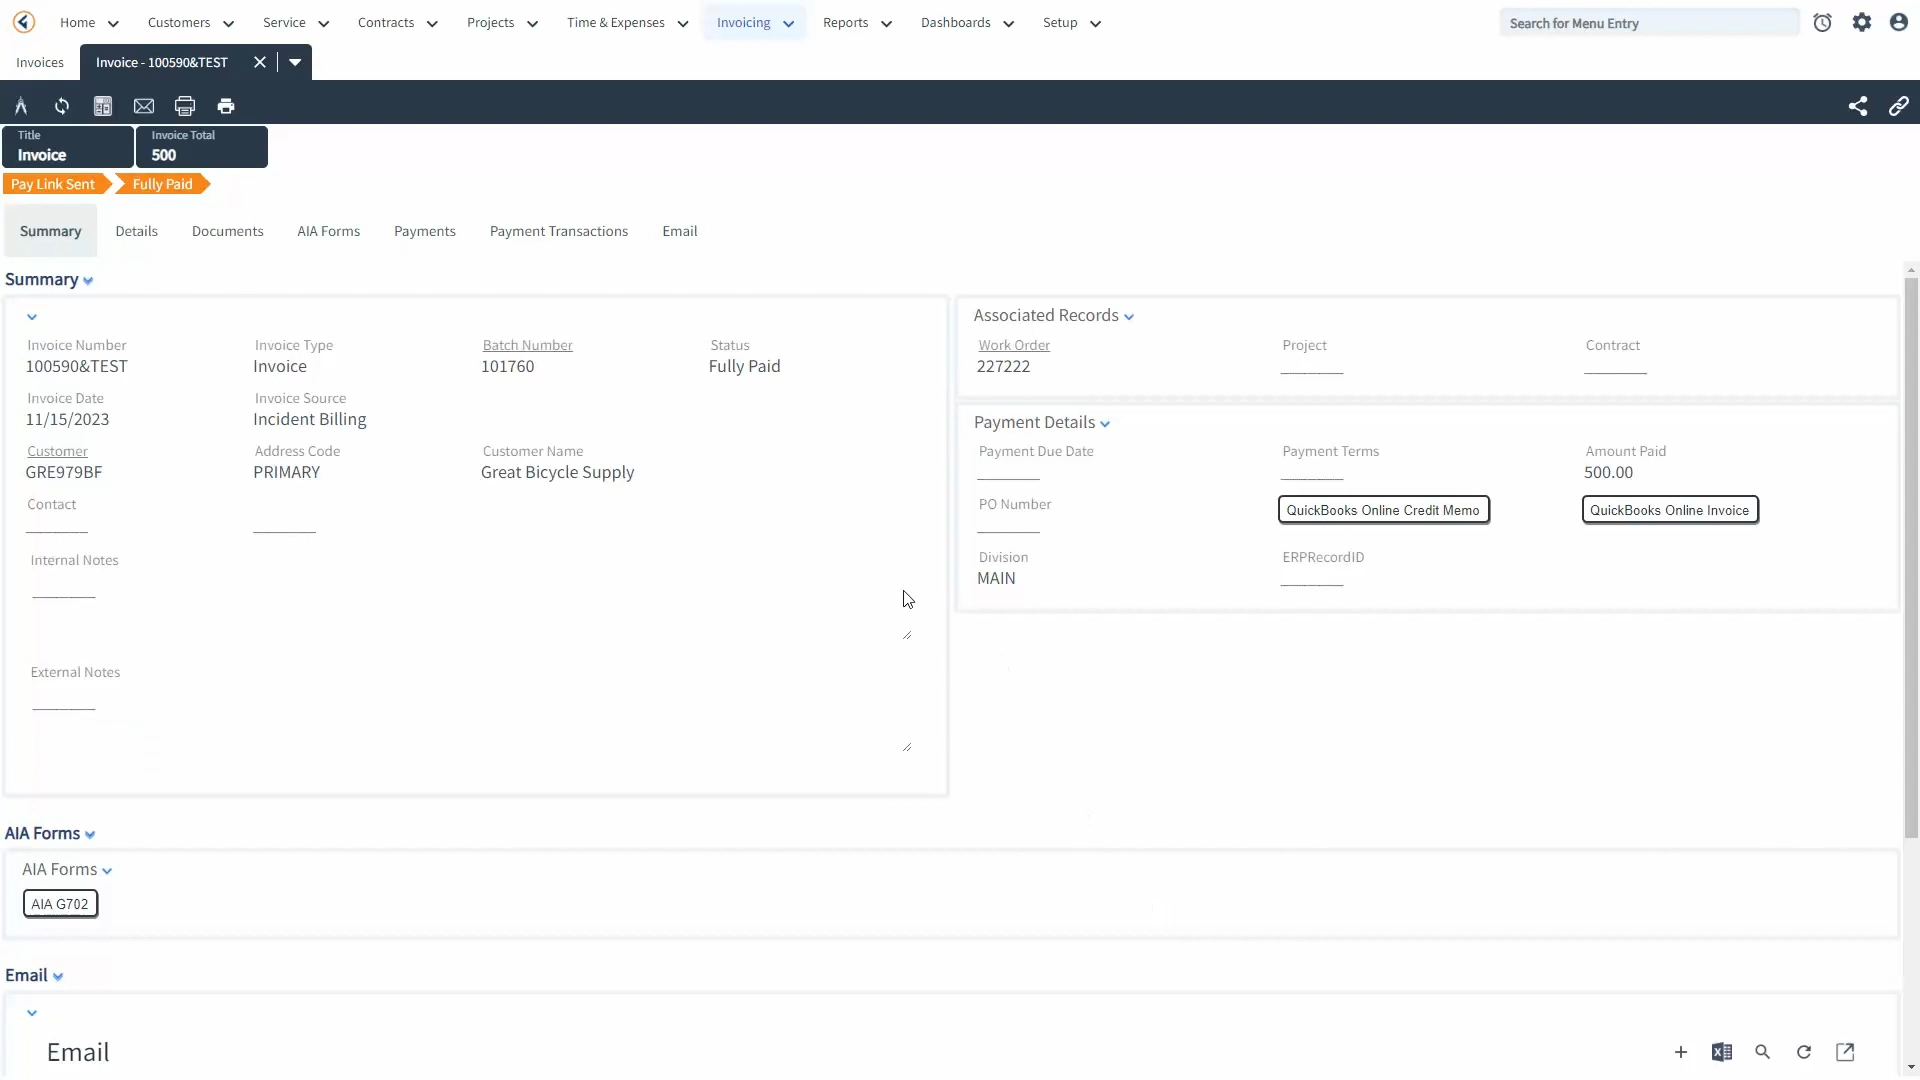 Home Customers Service Contracts Projects Time & Expenses Invoicing Reports Dashboards Setup Search for Menu Entry
Invoices Invoice - 100590&TEST
Title
Invoice
Invoice Total
500
Pay Link Sent Fully Paid
Summary Details Documents AIA Forms Payments Payment Transactions Email
Summary
Invoice Number Invoice Type Batch Number Status
100590&TEST Invoice 101760 Fully Paid
Invoice Date Invoice Source
11/15/2023 Incident Billing
Customer Address Code Customer Name
GRE979BF PRIMARY Great Bicycle Supply
Contact
Internal Notes
External Notes
Associated Records
Work Order Project Contract
227222
Payment Details
Payment Due Date Payment Terms Amount Paid
500.00
PO Number QuickBooks Online Credit Memo QuickBooks Online Invoice
Division ERPRecordID
MAIN
AIA Forms
AIA Forms
AIA G702
Email
Email